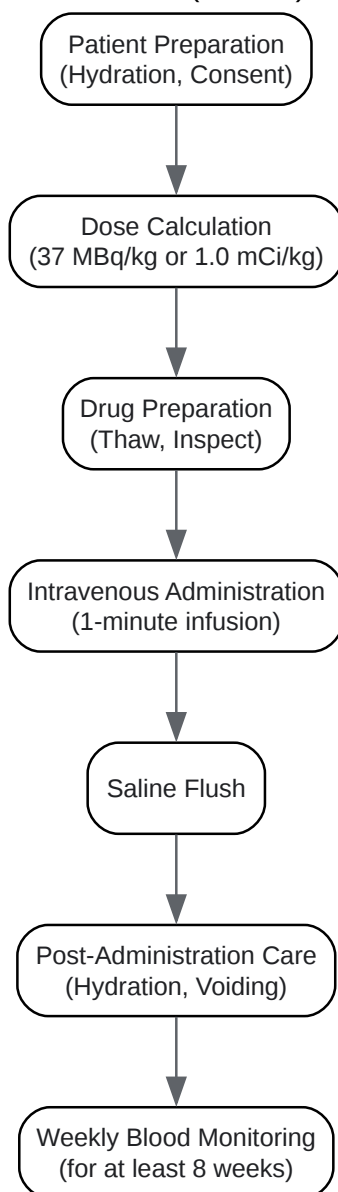 Patient Preparation
(Hydration, Consent)
Dose Calculation
(37 MBq/kg or 1.0 mCi/kg)
Drug Preparation
(Thaw, Inspect)
Intravenous Administration
(1-minute infusion)
Saline Flush
Post-Administration Care
(Hydration, Voiding)
Weekly Blood Monitoring
(for at least 8 weeks)